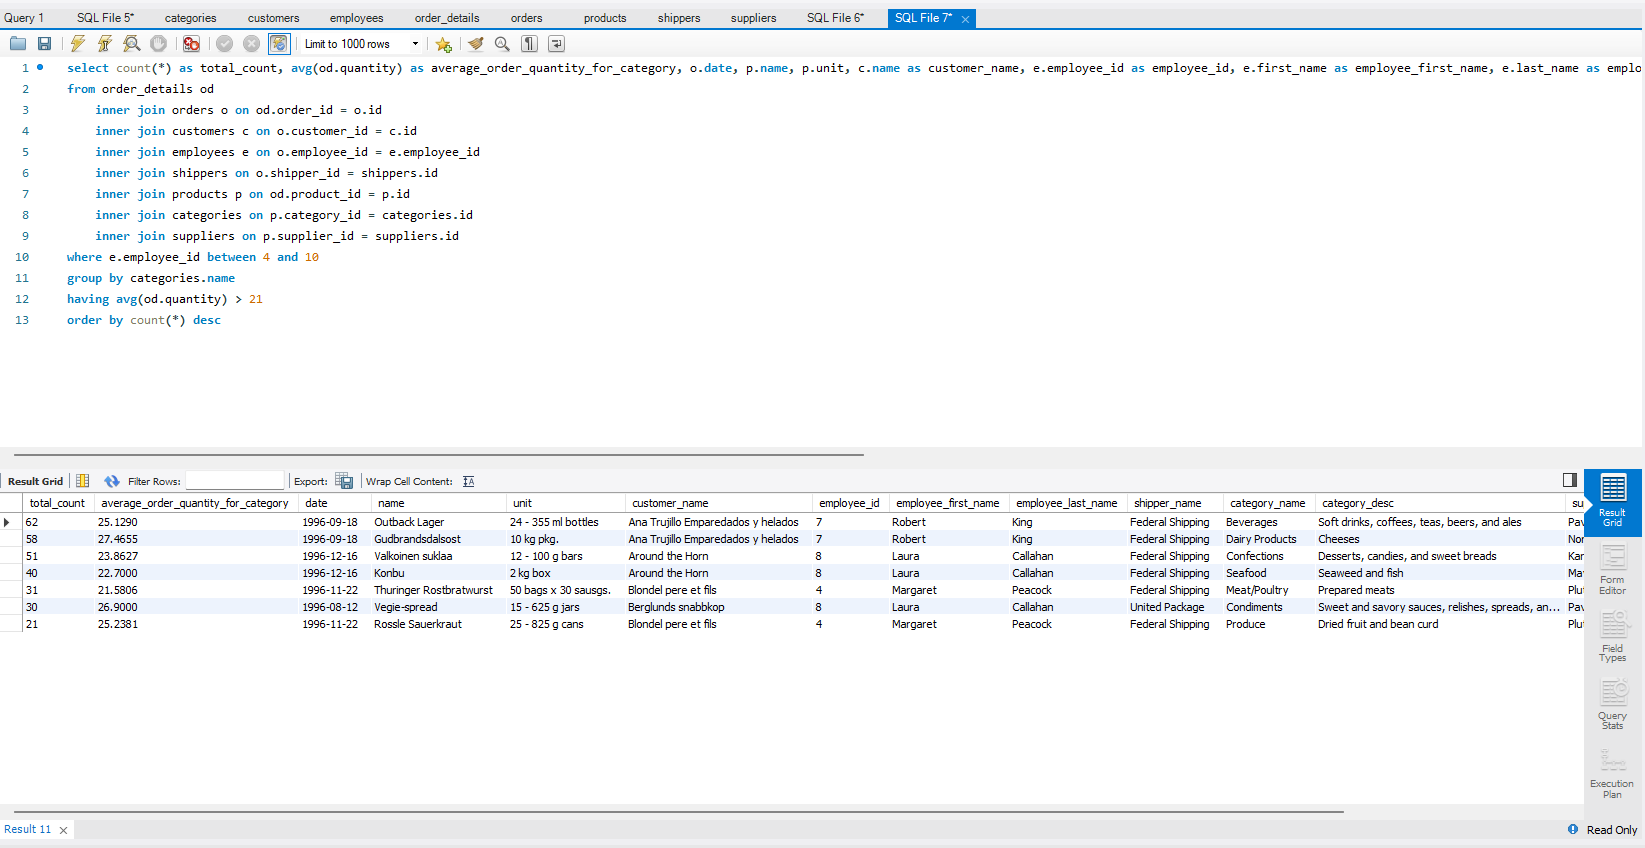 Query 1 SQL File 5* categories customers employees order_details orders products shippers suppliers SQL File 6* SQL File 7* ×
Limit to 1000 rows
1 select count(*) as total_count, avg(od.quantity) as average_order_quantity_for_category, o.date, p.name, p.unit, c.name as customer_name, e.employee_id as employee_id, e.first_name as employee_first_name, e.last_name as emplo
2 from order_details od
3 inner join orders o on od.order_id = o.id
4 inner join customers c on o.customer_id = c.id
5 inner join employees e on o.employee_id = e.employee_id
6 inner join shippers on o.shipper_id = shippers.id
7 inner join products p on od.product_id = p.id
8 inner join categories on p.category_id = categories.id
9 inner join suppliers on p.supplier_id = suppliers.id
10 where e.employee_id between 4 and 10
11 group by categories.name
12 having avg(od.quantity) > 21
13 order by count(*) desc
Result Grid Filter Rows: Export: Wrap Cell Content:
total_count average_order_quantity_for_category date name unit customer_name employee_id employee_first_name employee_last_name shipper_name category_name category_desc su
62 25.1290 1996-09-18 Outback Lager 24 - 355 ml bottles Ana Trujillo Emparedados y helados 7 Robert King Federal Shipping Beverages Soft drinks, coffees, teas, beers, and ales Pav
58 27.4655 1996-09-18 Gudbrandsdalsost 10 kg pkg. Ana Trujillo Emparedados y helados 7 Robert King Federal Shipping Dairy Products Cheeses Nor
51 23.8627 1996-12-16 Valkoinen suklaa 12 - 100 g bars Around the Horn 8 Laura Callahan Federal Shipping Confections Desserts, candies, and sweet breads Kar
40 22.7000 1996-12-16 Konbu 2 kg box Around the Horn 8 Laura Callahan Federal Shipping Seafood Seaweed and fish Ma
31 21.5806 1996-11-22 Thuringer Rostbratwurst 50 bags x 30 sausgs. Blondel pere et fils 4 Margaret Peacock Federal Shipping Meat/Poultry Prepared meats Plu
30 26.9000 1996-08-12 Vegie-spread 15 - 625 g jars Berglunds snabbkop 8 Laura Callahan United Package Condiments Sweet and savory sauces, relishes, spreads, an... Pav
21 25.2381 1996-11-22 Rossle Sauerkraut 25 - 825 g cans Blondel pere et fils 4 Margaret Peacock Federal Shipping Produce Dried fruit and bean curd Plu
Result
Grid
Form
Editor
Field
Types
Query
Stats
Execution
Plan
Result 11 × Read Only